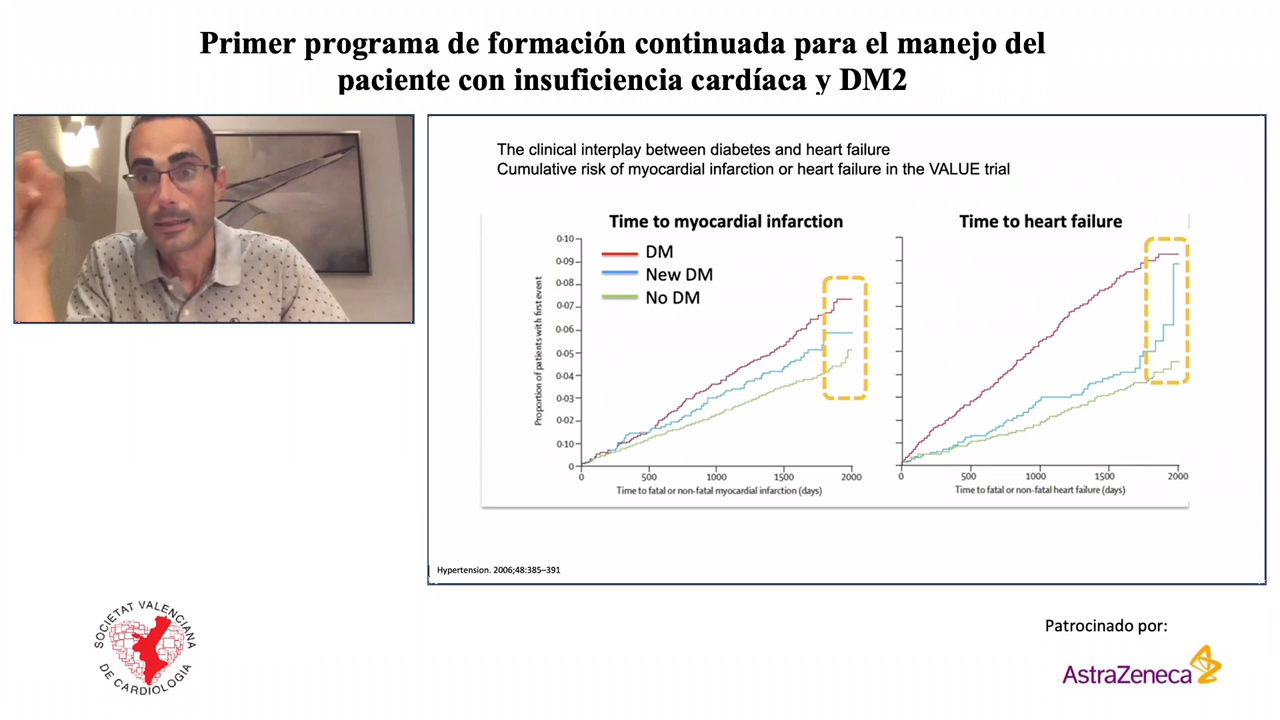 Primer programa de formación continuada para el manejo del
paciente con insuficiencia cardíaca y DM2
The clinical interplay between diabetes and heart failure
Cumulative risk of myocardial infarction or heart failure in the VALUE trial
Time to myocardial infarction
DM
New DM
No DM
Proportion of patients with first event
0·10
0·09
0·08
0·07
0·06
0·05
0·04
0·03
0·02
0·10
0
0
500
1000
1500
2000
Time to fatal or non-fatal myocardial infarction (days)
Time to heart failure
0
500
1000
1500
2000
Time to fatal or non-fatal heart failure (days)
Hypertension. 2006;48:385–391
SOCIETAT VALENCIANA
DE CARDIOLOGIA
Patrocinado por:
AstraZeneca